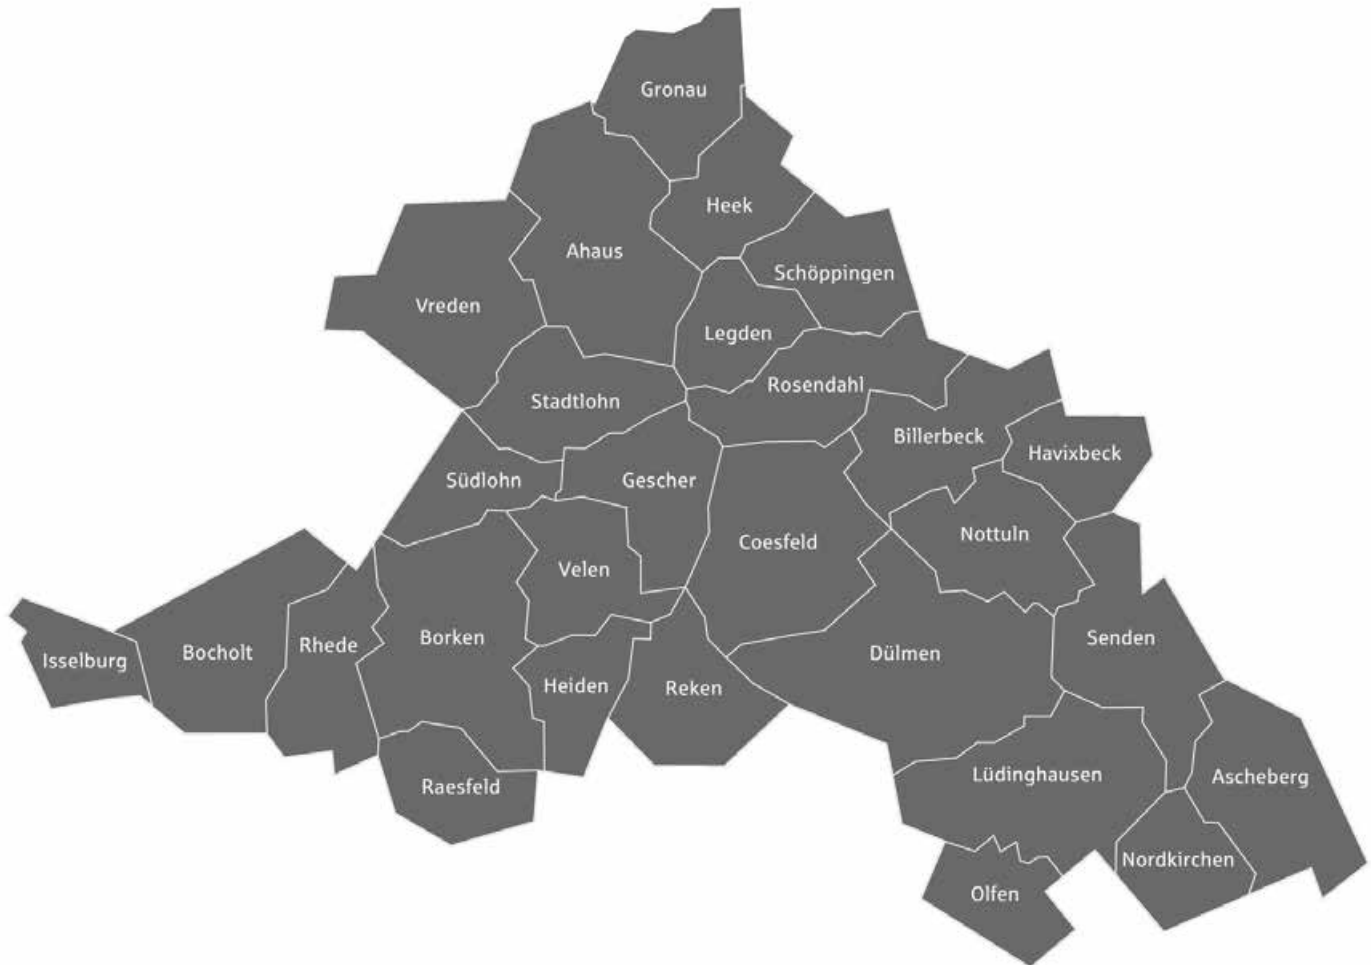 Gronau
Heek
Ahaus
Schöppingen
Vreden
Legden
Rosendahl
Stadtlohn
Billerbeck
Havixbeck
Südlohn
Gescher
Nottuln
Coesfeld
Velen
Borken
Senden
Rhede
Bocholt
Dülmen
Isselburg
Heiden
Reken
Lüdinghausen
Ascheberg
Raesfeld
Nordkirchen
Olfen